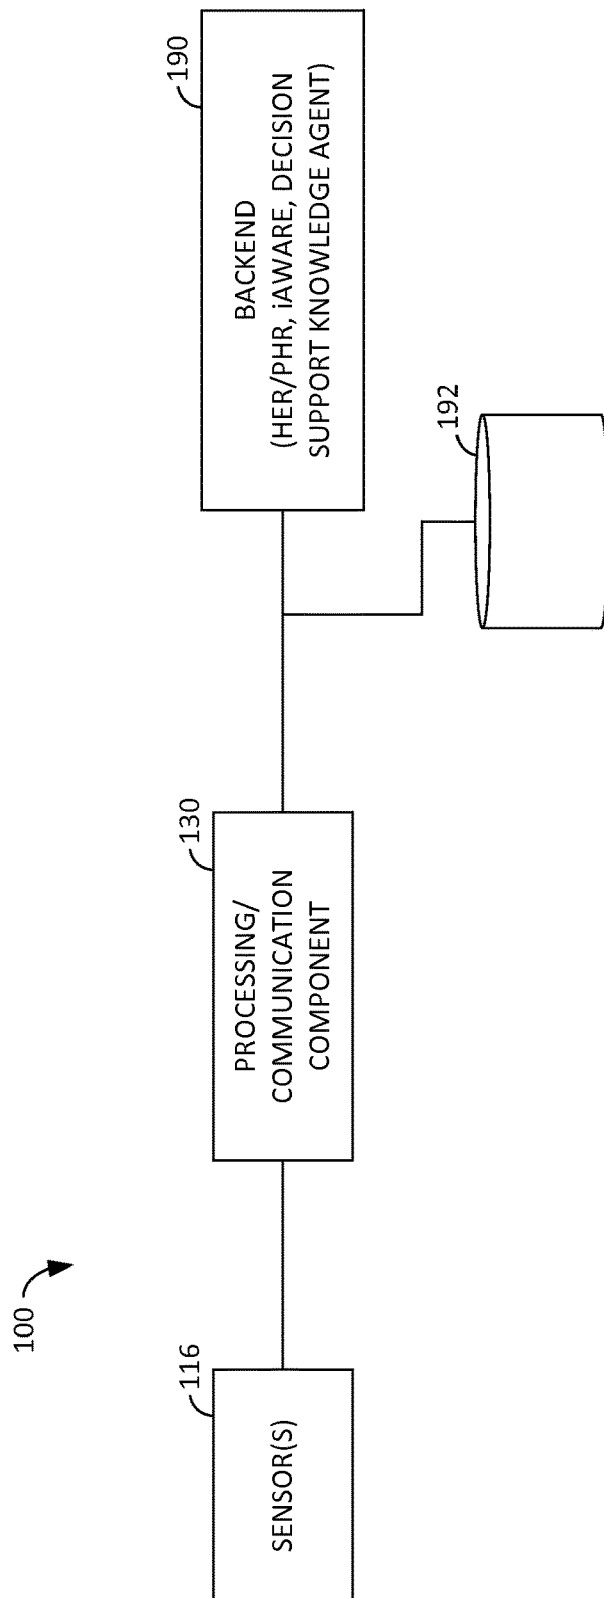 100
116
SENSOR(S)
130
PROCESSING/
COMMUNICATION
COMPONENT
190
BACKEND
(HER/PHR, iAWARE, DECISION
SUPPORT KNOWLEDGE AGENT)
192